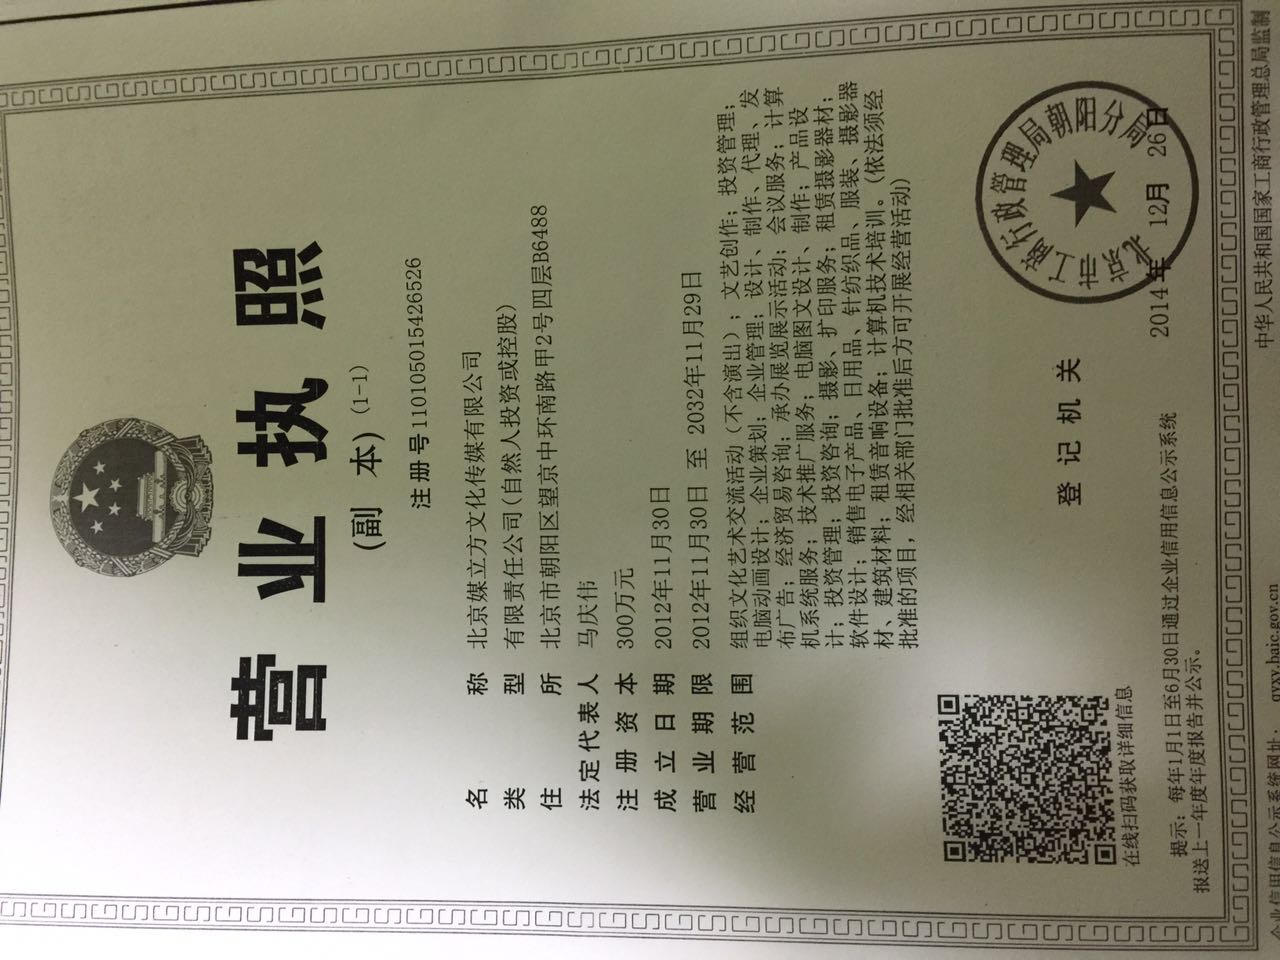 营业执照
(副 本)(1-1)
注册号110105015426526
名 称 北京媒立方文化传媒有限公司
类 型 有限责任公司(自然人投资或控股)
住 所 北京市朝阳区望京中环南路甲2号四层B6488
法定代表人 马庆伟
注册资本 300万元
成立日期 2012年11月30日
营业期限 2012年11月30日 至 2032年11月29日
经营范围 组织文化艺术交流活动（不含演出）；文艺创作；投资管理；
电脑动画设计；企业策划；企业管理；设计、制作、代理、发
布广告；经济贸易咨询；承办展览展示活动；会议服务；计算
机系统服务；技术推广服务；电脑图文设计、制作；产品设
计；投资管理；投资咨询；摄影、扩印服务；租赁摄影器材；
软件设计；销售电子产品、日用品、针纺织品、服装、摄影器
材、建筑材料；租赁音响设备；计算机技术培训。（依法须经
批准的项目，经相关部门批准后方可开展经营活动）
在线扫码获取详细信息
登记机关
北京市工商行政管理局朝阳分局
2014年 12月 26日
提示：每年1月1日至6月30日通过企业信用信息公示系统
报送上一年度年度报告并公示。
企业信用信息公示系统网址： qyxy.baic.gov.cn
中华人民共和国国家工商行政管理总局监制